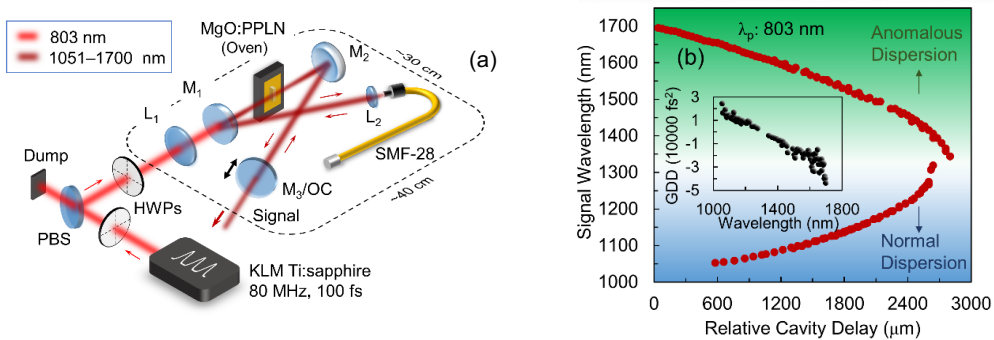 803 nm
1051–1700 nm
MgO:PPLN
(Oven)
M2
~30 cm
(a)
M1
L1
L2
SMF-28
Dump
HWPs
M3/OC
~40 cm
Signal
PBS
KLM Ti:sapphire
80 MHz, 100 fs
Signal Wavelength (nm)
1700
1600
1500
1400
1300
1200
1100
1000
λp: 803 nm
(b)
Anomalous
Dispersion
GDD (10000 fs²)
3
1
-1
-3
-5
1000
1400
1800
Wavelength (nm)
Normal
Dispersion
0
600
1200
1800
2400
3000
Relative Cavity Delay (µm)